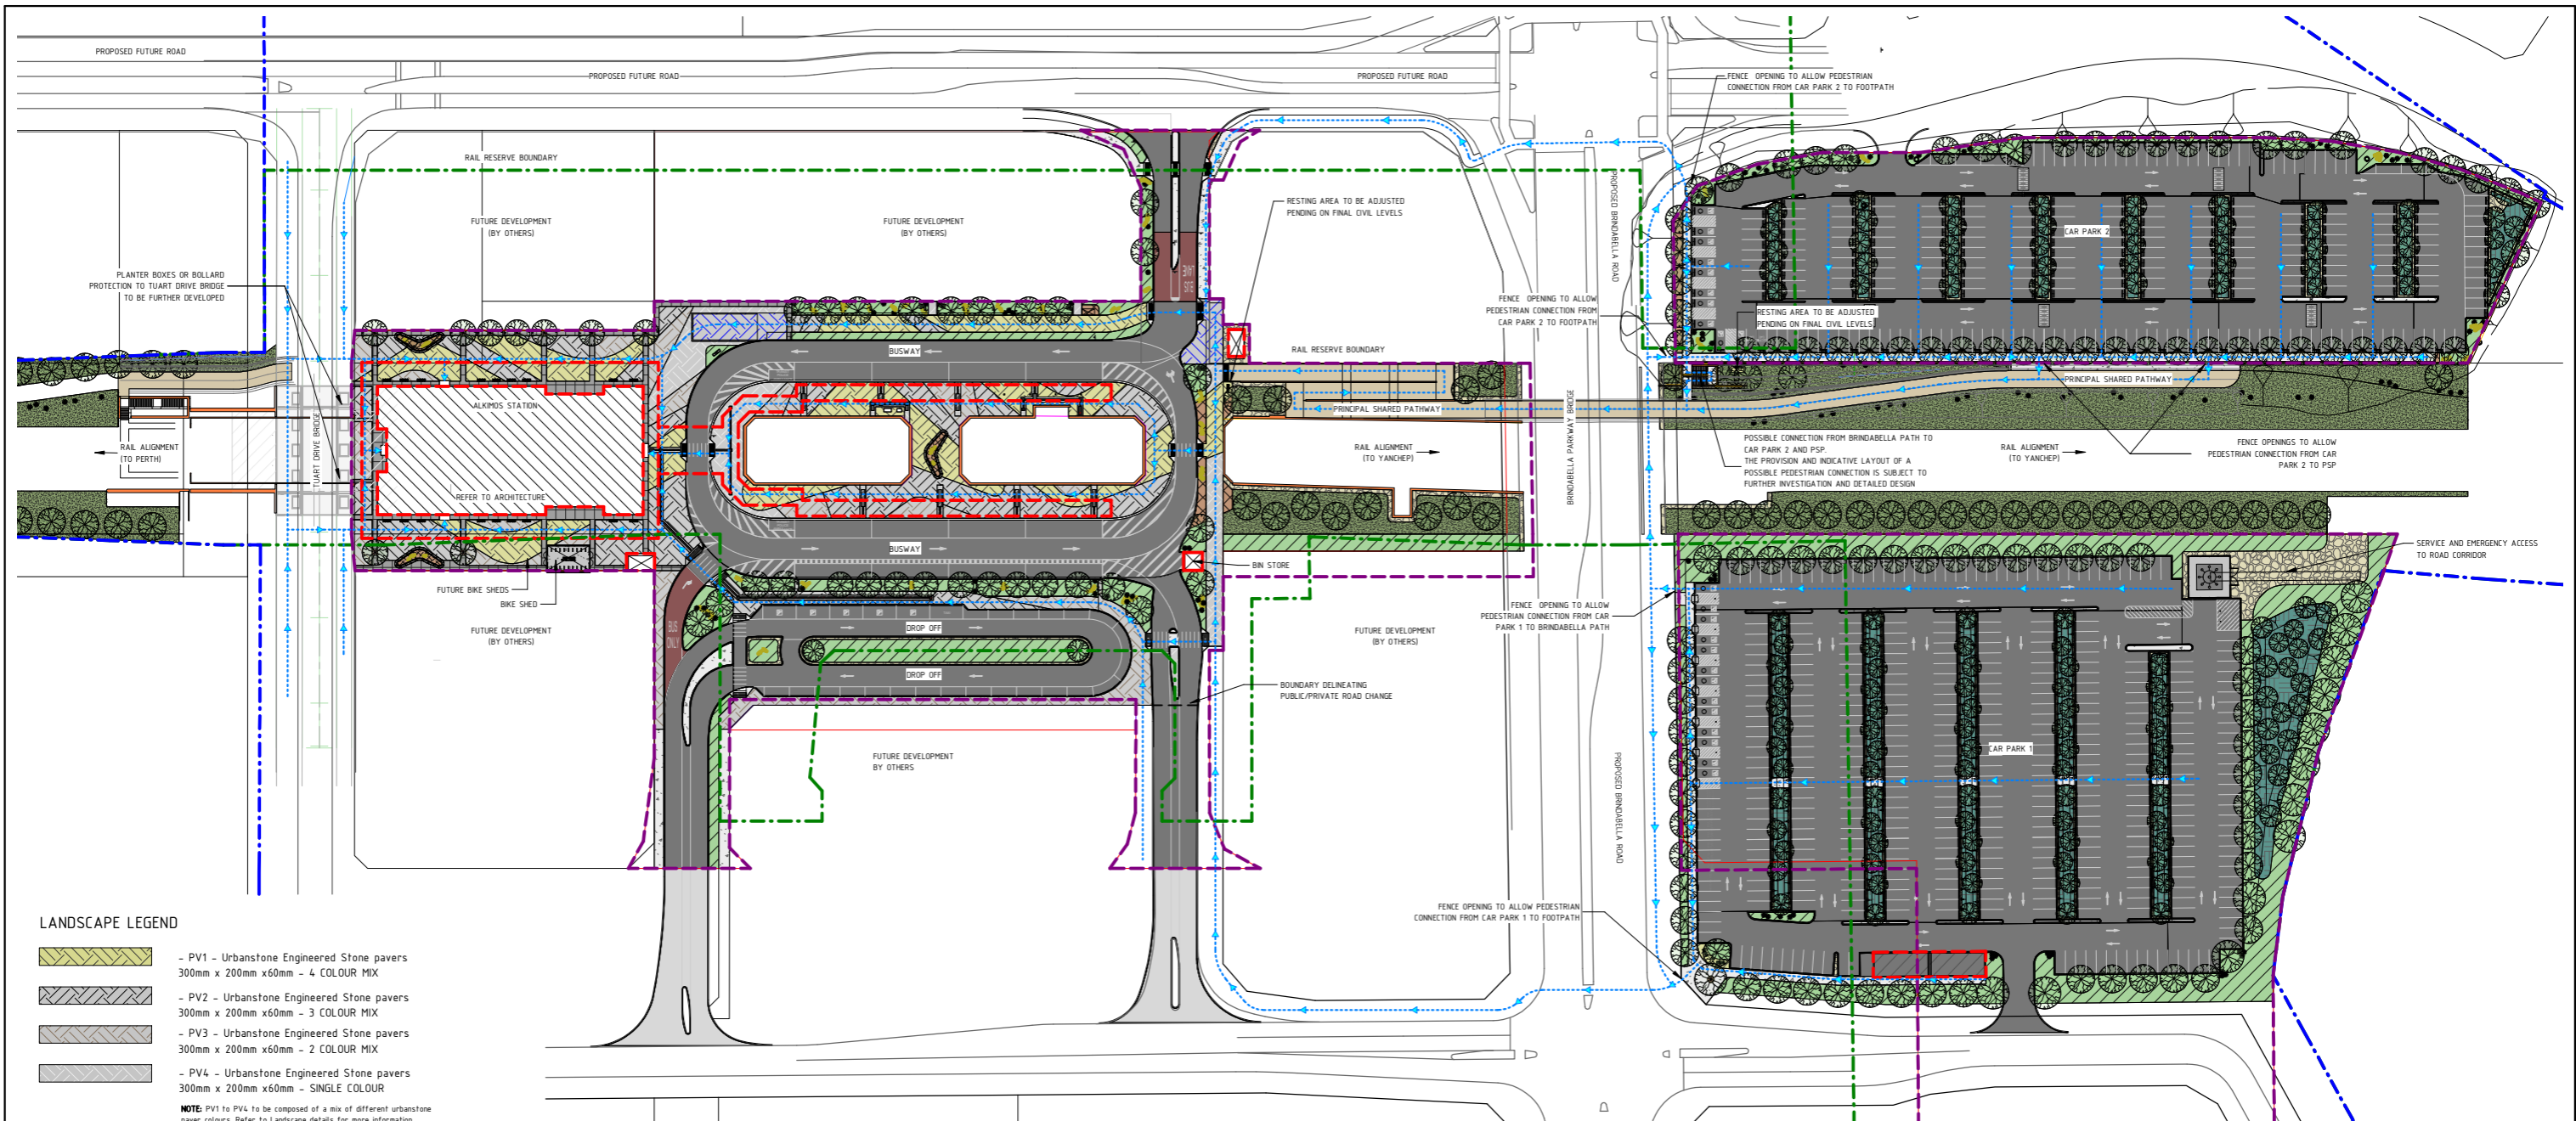 PROPOSED FUTURE ROAD
PROPOSED FUTURE ROAD
PROPOSED FUTURE ROAD
FENCE OPENING TO ALLOW PEDESTRIAN
CONNECTION FROM CAR PARK 2 TO FOOTPATH
RAIL RESERVE BOUNDARY
FUTURE DEVELOPMENT
(BY OTHERS)
FUTURE DEVELOPMENT
(BY OTHERS)
RESTING AREA TO BE ADJUSTED
PENDING ON FINAL CIVIL LEVELS
PROPOSED BRINDABELLA ROAD
CAR PARK 2
PLANTER BOXES OR BOLLARD
PROTECTION TO TUART DRIVE BRIDGE
TO BE FURTHER DEVELOPED
BUS
ONLY
FENCE OPENING TO ALLOW
PEDESTRIAN CONNECTION FROM
CAR PARK 2 TO FOOTPATH
RESTING AREA TO BE ADJUSTED
PENDING ON FINAL CIVIL LEVELS
BUSWAY
RAIL RESERVE BOUNDARY
PRINCIPAL SHARED PATHWAY
ALKIMOS STATION
PRINCIPAL SHARED PATHWAY
TUART DRIVE BRIDGE
RAIL ALIGNMENT
(TO PERTH)
RAIL ALIGNMENT
(TO YANCHEP)
BRINDABELLA PARKWAY BRIDGE
POSSIBLE CONNECTION FROM BRINDABELLA PATH TO
CAR PARK 2 AND PSP.
THE PROVISION AND INDICATIVE LAYOUT OF A
POSSIBLE PEDESTRIAN CONNECTION IS SUBJECT TO
FURTHER INVESTIGATION AND DETAILED DESIGN
RAIL ALIGNMENT
(TO YANCHEP)
FENCE OPENINGS TO ALLOW
PEDESTRIAN CONNECTION FROM CAR
PARK 2 TO PSP
REFER TO ARCHITECTURE
BUSWAY
SERVICE AND EMERGENCY ACCESS
TO ROAD CORRIDOR
BIN STORE
FUTURE BIKE SHEDS
BIKE SHED
FUTURE DEVELOPMENT
(BY OTHERS)
BUS
ONLY
DROP OFF
DROP OFF
FUTURE DEVELOPMENT
(BY OTHERS)
FENCE OPENING TO ALLOW
PEDESTRIAN CONNECTION FROM CAR
PARK 1 TO BRINDABELLA PATH
BOUNDARY DELINEATING
PUBLIC/PRIVATE ROAD CHANGE
FUTURE DEVELOPMENT
BY OTHERS
PROPOSED BRINDABELLA ROAD
CAR PARK 1
FENCE OPENING TO ALLOW PEDESTRIAN
CONNECTION FROM CAR PARK 1 TO FOOTPATH
LANDSCAPE LEGEND
- PV1 - Urbanstone Engineered Stone pavers
300mm x 200mm x60mm - 4 COLOUR MIX
- PV2 - Urbanstone Engineered Stone pavers
300mm x 200mm x60mm - 3 COLOUR MIX
- PV3 - Urbanstone Engineered Stone pavers
300mm x 200mm x60mm - 2 COLOUR MIX
- PV4 - Urbanstone Engineered Stone pavers
300mm x 200mm x60mm - SINGLE COLOUR
NOTE: PV1 to PV4 to be composed of a mix of different urbanstone
paver colours. Refer to Landscape details for more information